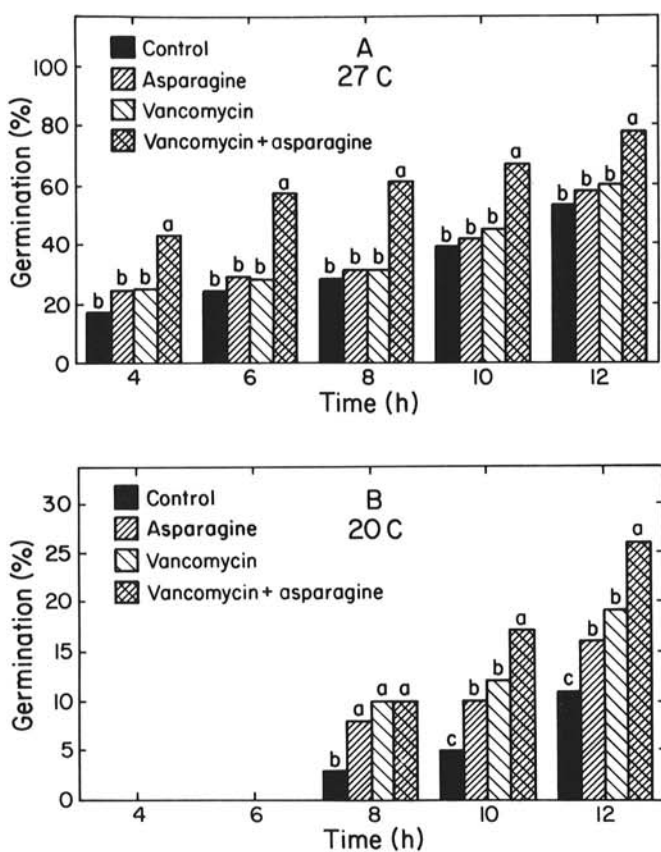 A
27 C
Control
Asparagine
Vancomycin
Vancomycin + asparagine
Germination (%)
100
80
60
40
20
0
b b b a
b b b a
b b b a
b b b a
b b b a
4 6 8 10 12
Time (h)
B
20 C
Control
Asparagine
Vancomycin
Vancomycin + asparagine
Germination (%)
30
25
20
15
10
5
0
b a a a
c b b a
c b b a
4 6 8 10 12
Time (h)